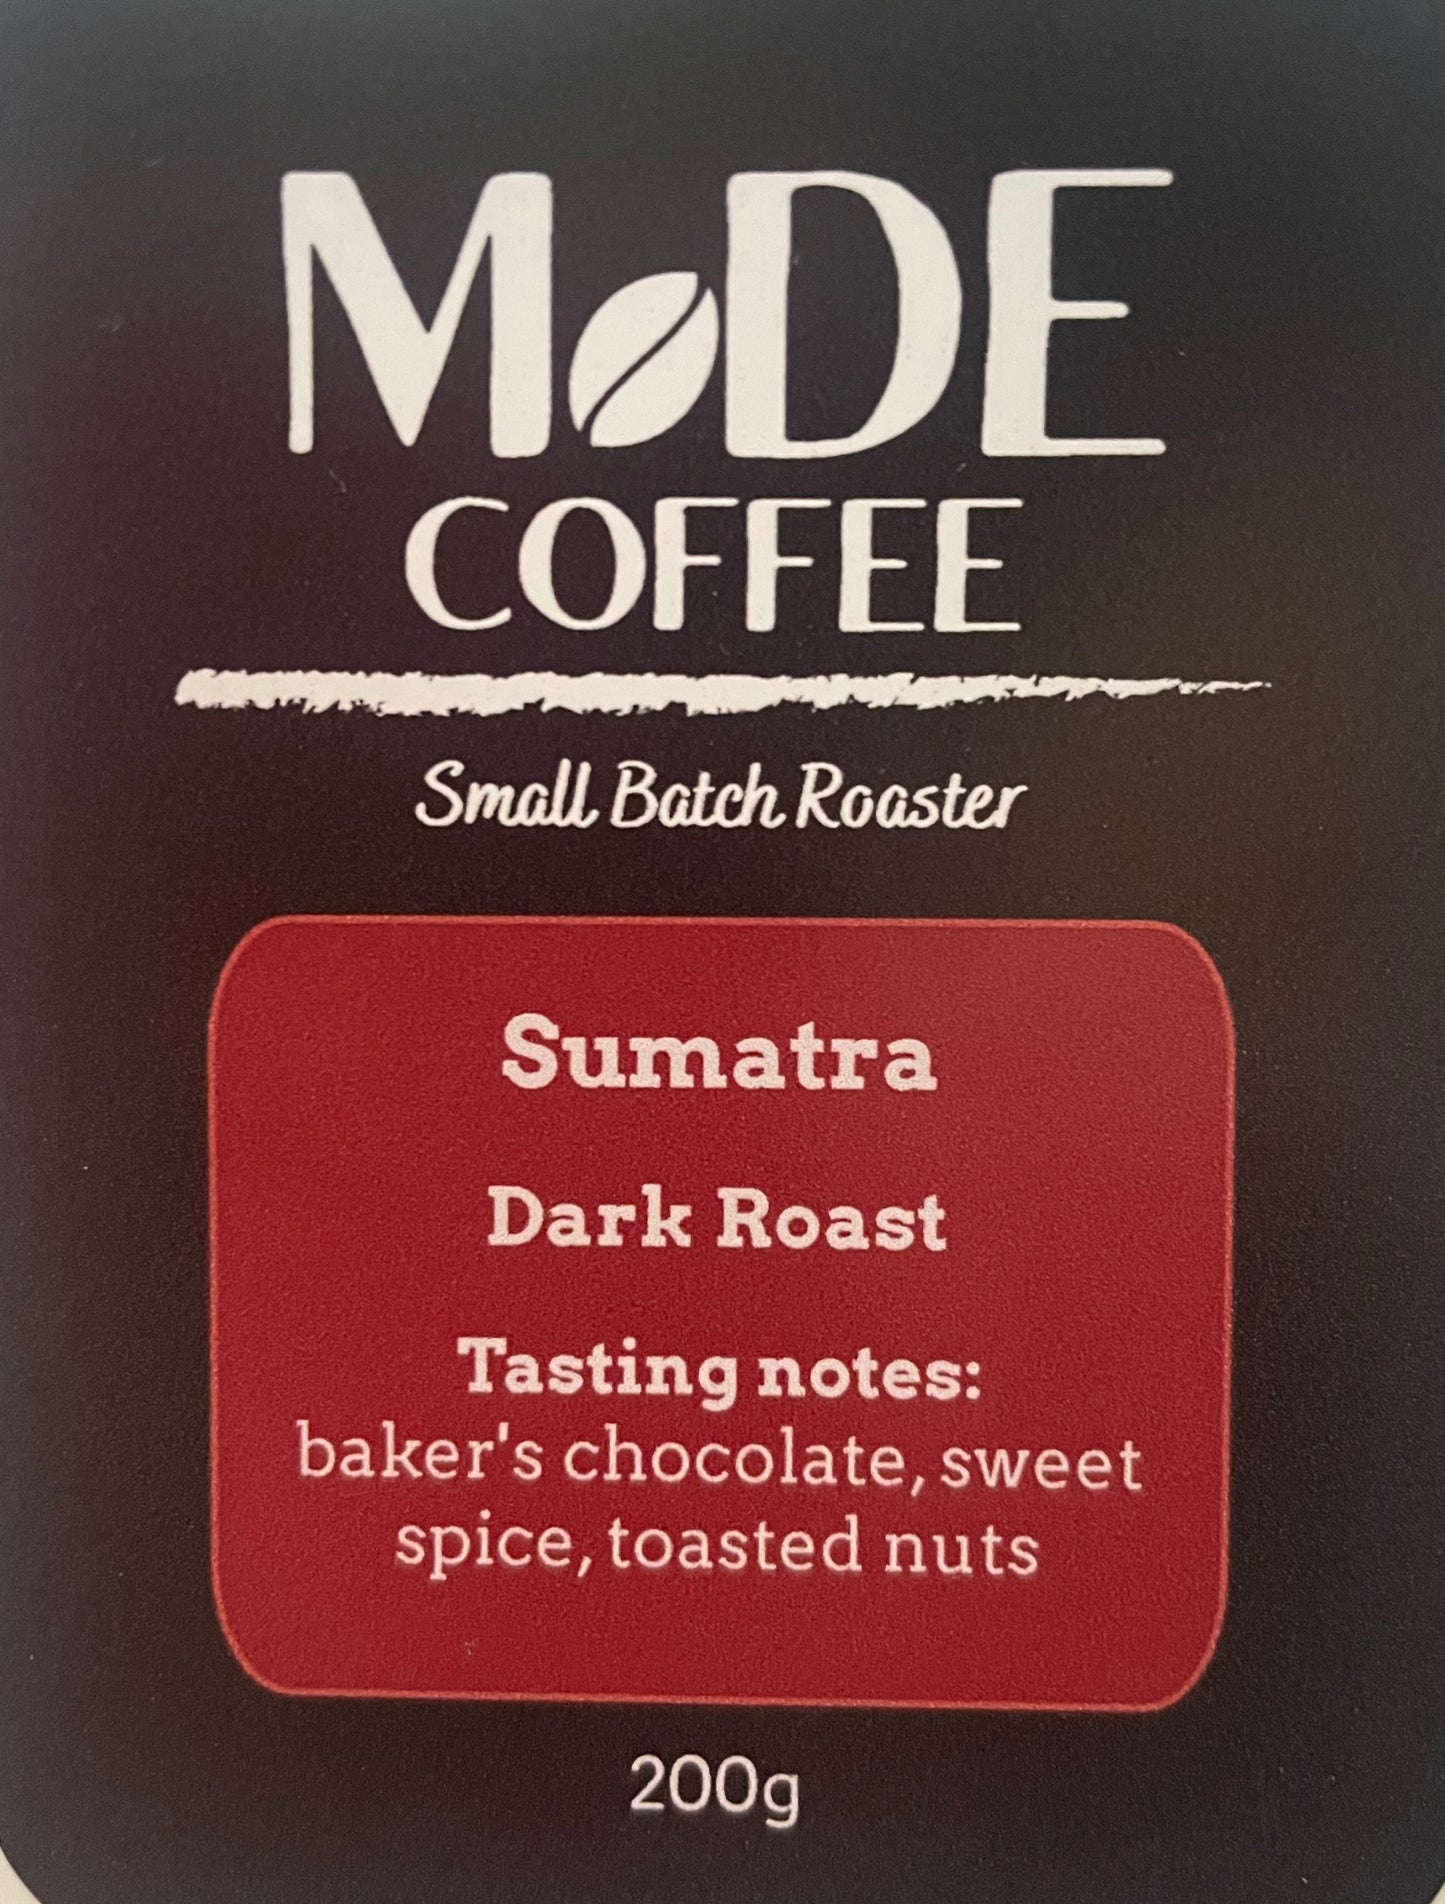 MODE
COFFEE
Small Batch Roaster
Sumatra
Dark Roast
Tasting notes:
baker's chocolate, sweet
spice, toasted nuts
200g